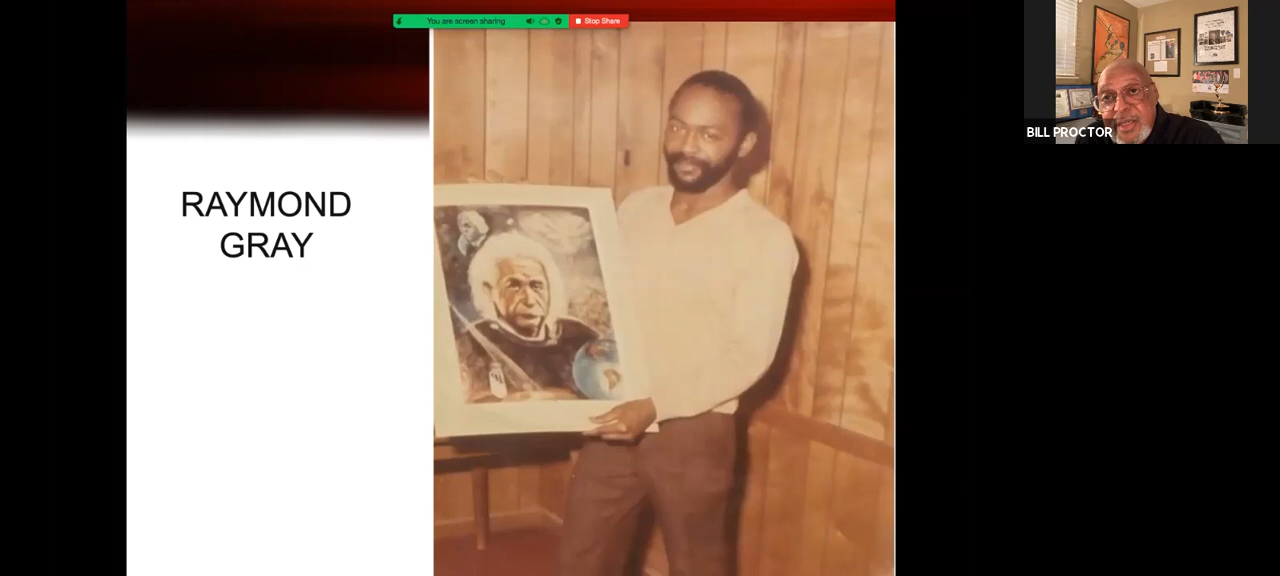 You are screen sharing
Stop Share
RAYMOND
GRAY
BILL PROCTOR